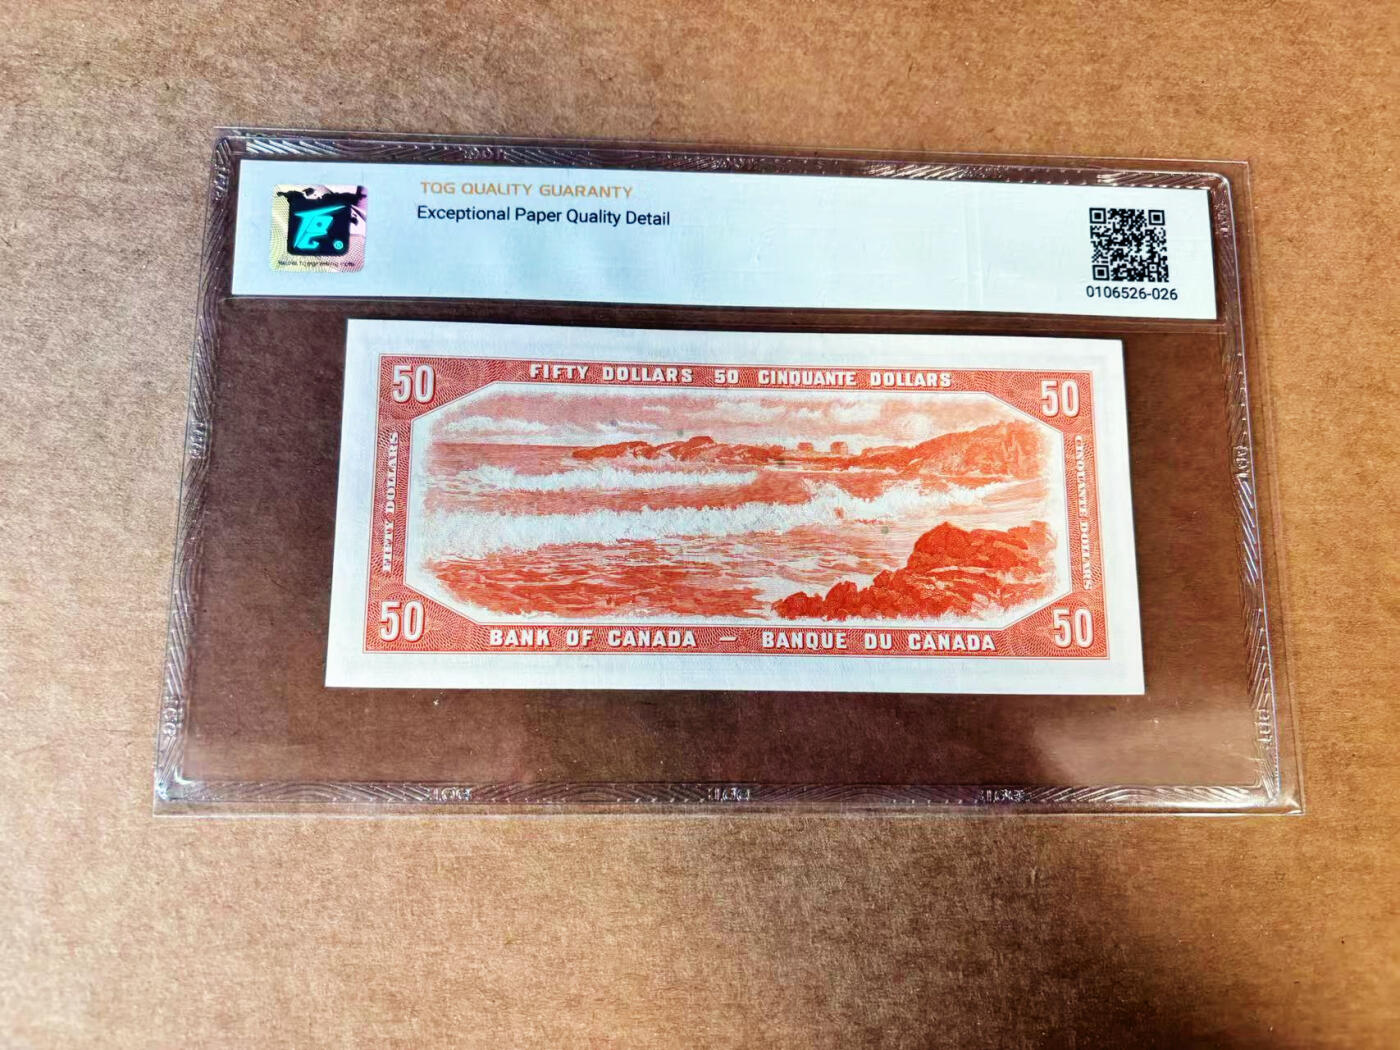 TQG QUALITY GUARANTY
Exceptional Paper Quality Detail
0106526-026
50
FIFTY DOLLARS 50 CINQUANTE DOLLARS
50
FIFTY DOLLARS
CINQUANTE DOLLARS
50
BANK OF CANADA — BANQUE DU CANADA
50